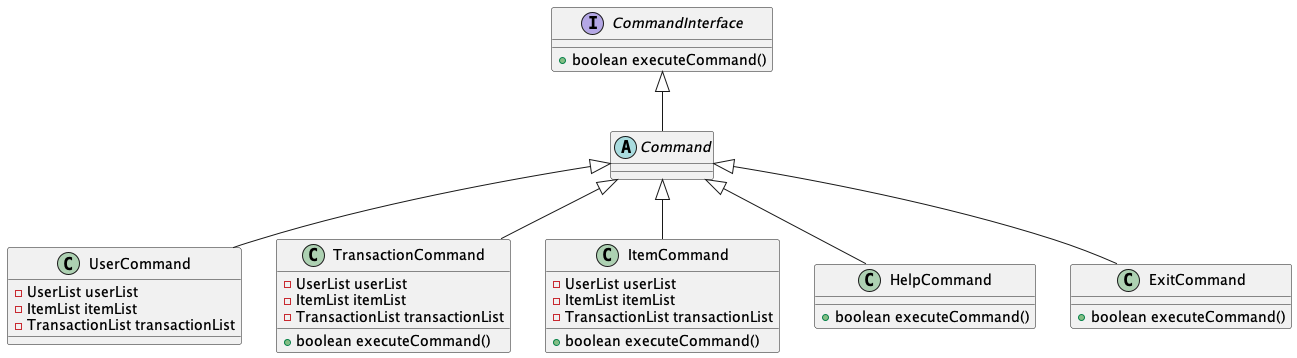 I CommandInterface
boolean executeCommand()
A Command
C UserCommand
UserList userList
ItemList itemList
TransactionList transactionList
C TransactionCommand
UserList userList
ItemList itemList
TransactionList transactionList
boolean executeCommand()
C ItemCommand
UserList userList
ItemList itemList
TransactionList transactionList
boolean executeCommand()
C HelpCommand
boolean executeCommand()
C ExitCommand
boolean executeCommand()